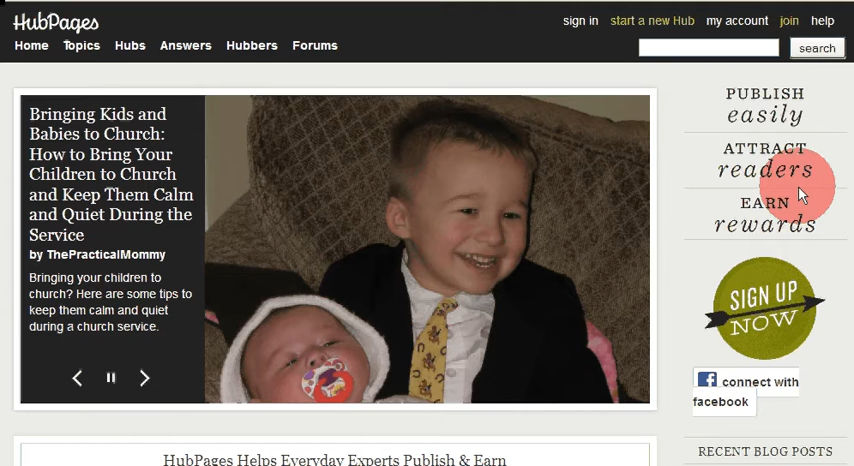 HubPages
sign in start a new Hub my account join help
Home Topics Hubs Answers Hubbers Forums
search
Bringing Kids and
Babies to Church:
How to Bring Your
Children to Church
and Keep Them Calm
and Quiet During the
Service
by ThePracticalMommy
Bringing your children to
church? Here are some tips to
keep them calm and quiet
during a church service.
PUBLISH
easily
ATTRACT
readers
EARN
rewards
SIGN UP
NOW
connect with
facebook
RECENT BLOG POSTS
HubPages Helps Everyday Experts Publish & Earn